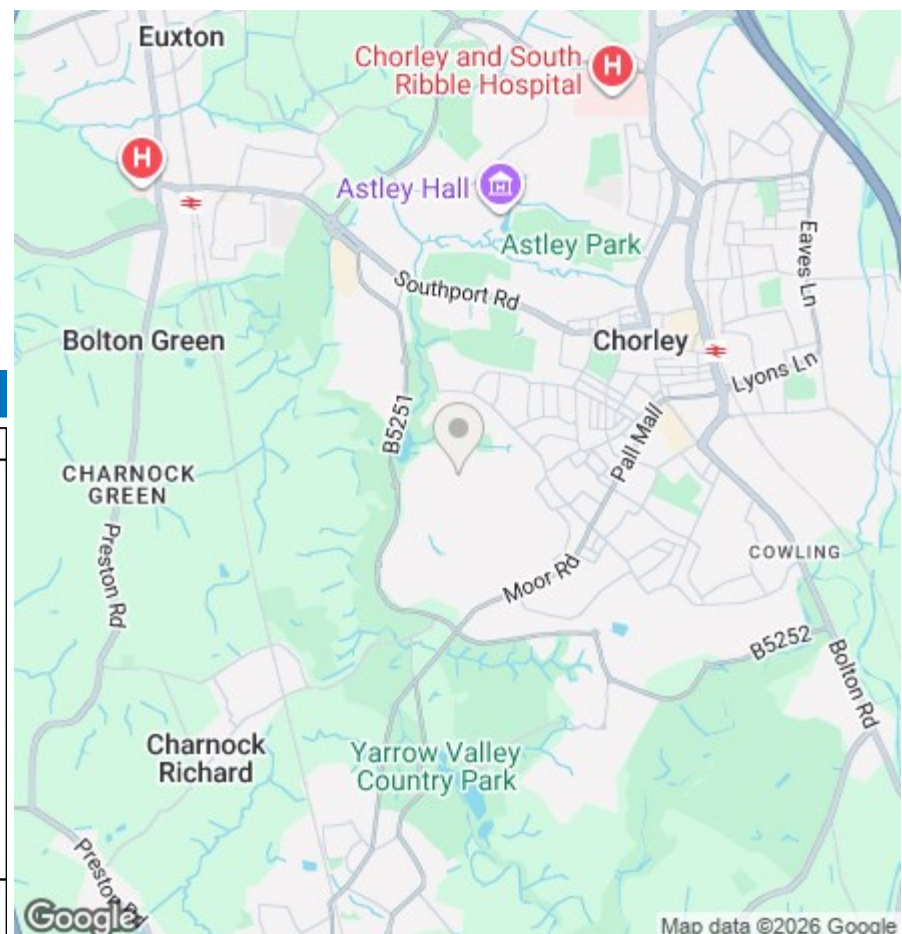 Euxton
Chorley and South
Ribble Hospital
H
H
Astley Hall
Astley Park
Eaves Ln
Southport Rd
Bolton Green
Chorley
Lyons Ln
B5251
Pall Mall
CHARNOCK
GREEN
Preston Rd
COWLING
Moor Rd
B5252
Bolton Rd
Charnock
Richard
Yarrow Valley
Country Park
Preston Rd
Google
Map data ©2026 Google